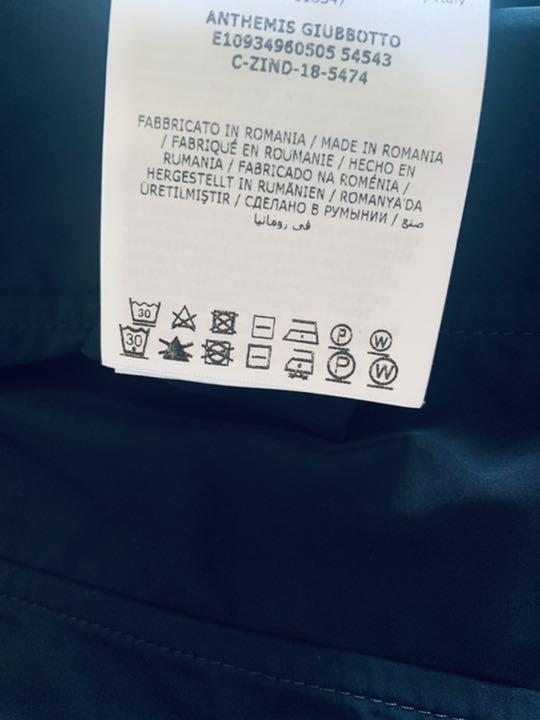 ANTHEMIS GIUBBOTTO
E10934960505 54543
C-ZIND-18-5474
FABBRICATO IN ROMANIA / MADE IN ROMANIA
/ FABRIQUÉ EN ROUMANIE / HECHO EN
RUMANIA / FABRICADO NA ROMÉNIA /
HERGESTELLT IN RUMÄNIEN / ROMANYA'DA
ÜRETILMIŞTIR / СДЕЛАНО В РУМЫНИИ / صنع
في رومانيا
30 P W
30 P W